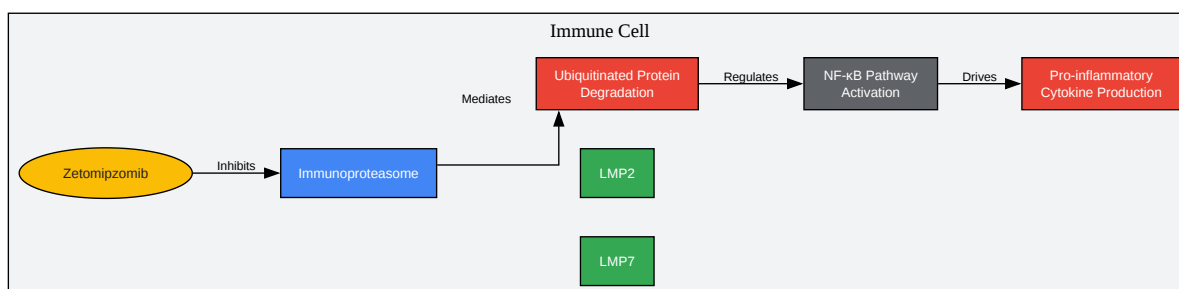 Immune Cell
Ubiquitinated Protein
Degradation
Regulates
NF-κB Pathway
Activation
Drives
Pro-inflammatory
Cytokine Production
Mediates
Zetomipzomib
Inhibits
Immunoproteasome
LMP2
LMP7